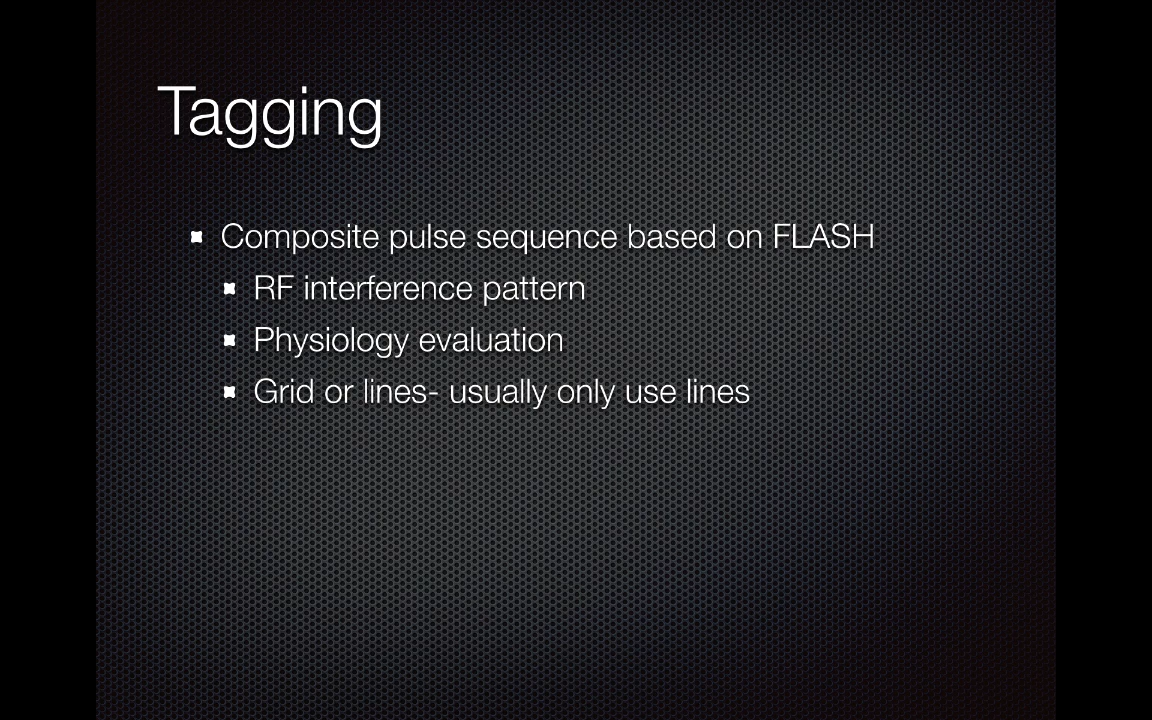 Tagging
Composite pulse sequence based on FLASH
RF interference pattern
Physiology evaluation
Grid or lines- usually only use lines